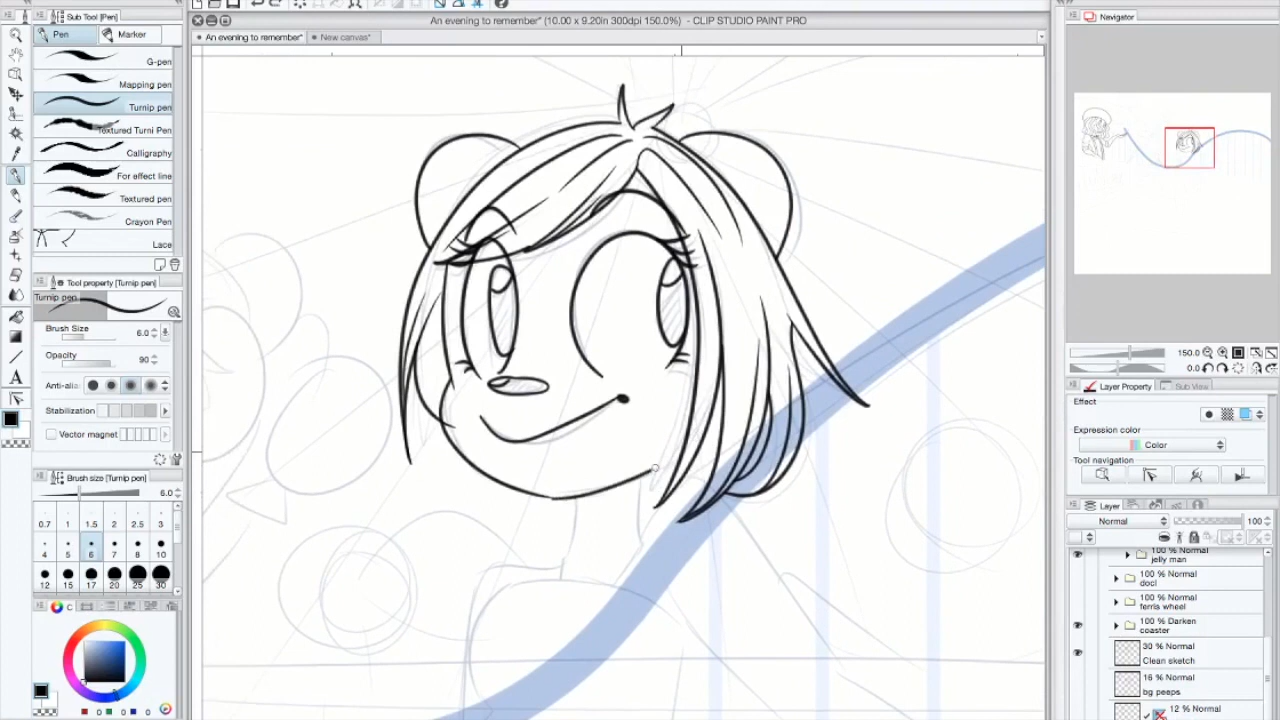 Sub Tool [Pen]
An evening to remember* (10.00 x 9.20in 300dpi 150.0%) - CLIP STUDIO PAINT PRO
Navigator
Pen
Marker
An evening to remember*
New canvas*
G-pen
Mapping pen
Turnip pen
Textured Turni Pen
Calligraphy
For effect line
Textured pen
Crayon Pen
Lace
Tool property [Turnip pen]
Turnip pen
Brush Size 6.0
Opacity 90
Anti-alia
Stabilization
Vector magnet
Brush size [Turnip pen]
6.0
0.7 1 1.5 2 2.5 3
4 5 6 7 8 10
12 15 17 20 25 30
C
0 0 0
150.0
0.0
Layer Property
Sub View
Effect
Expression color
Color
Tool navigation
Layer
Normal
100
100 % Normal
jelly man
100 % Normal
doci
100 % Normal
ferris wheel
100 % Darken
coaster
30 % Normal
Clean sketch
16 % Normal
bg peeps
12 % Normal